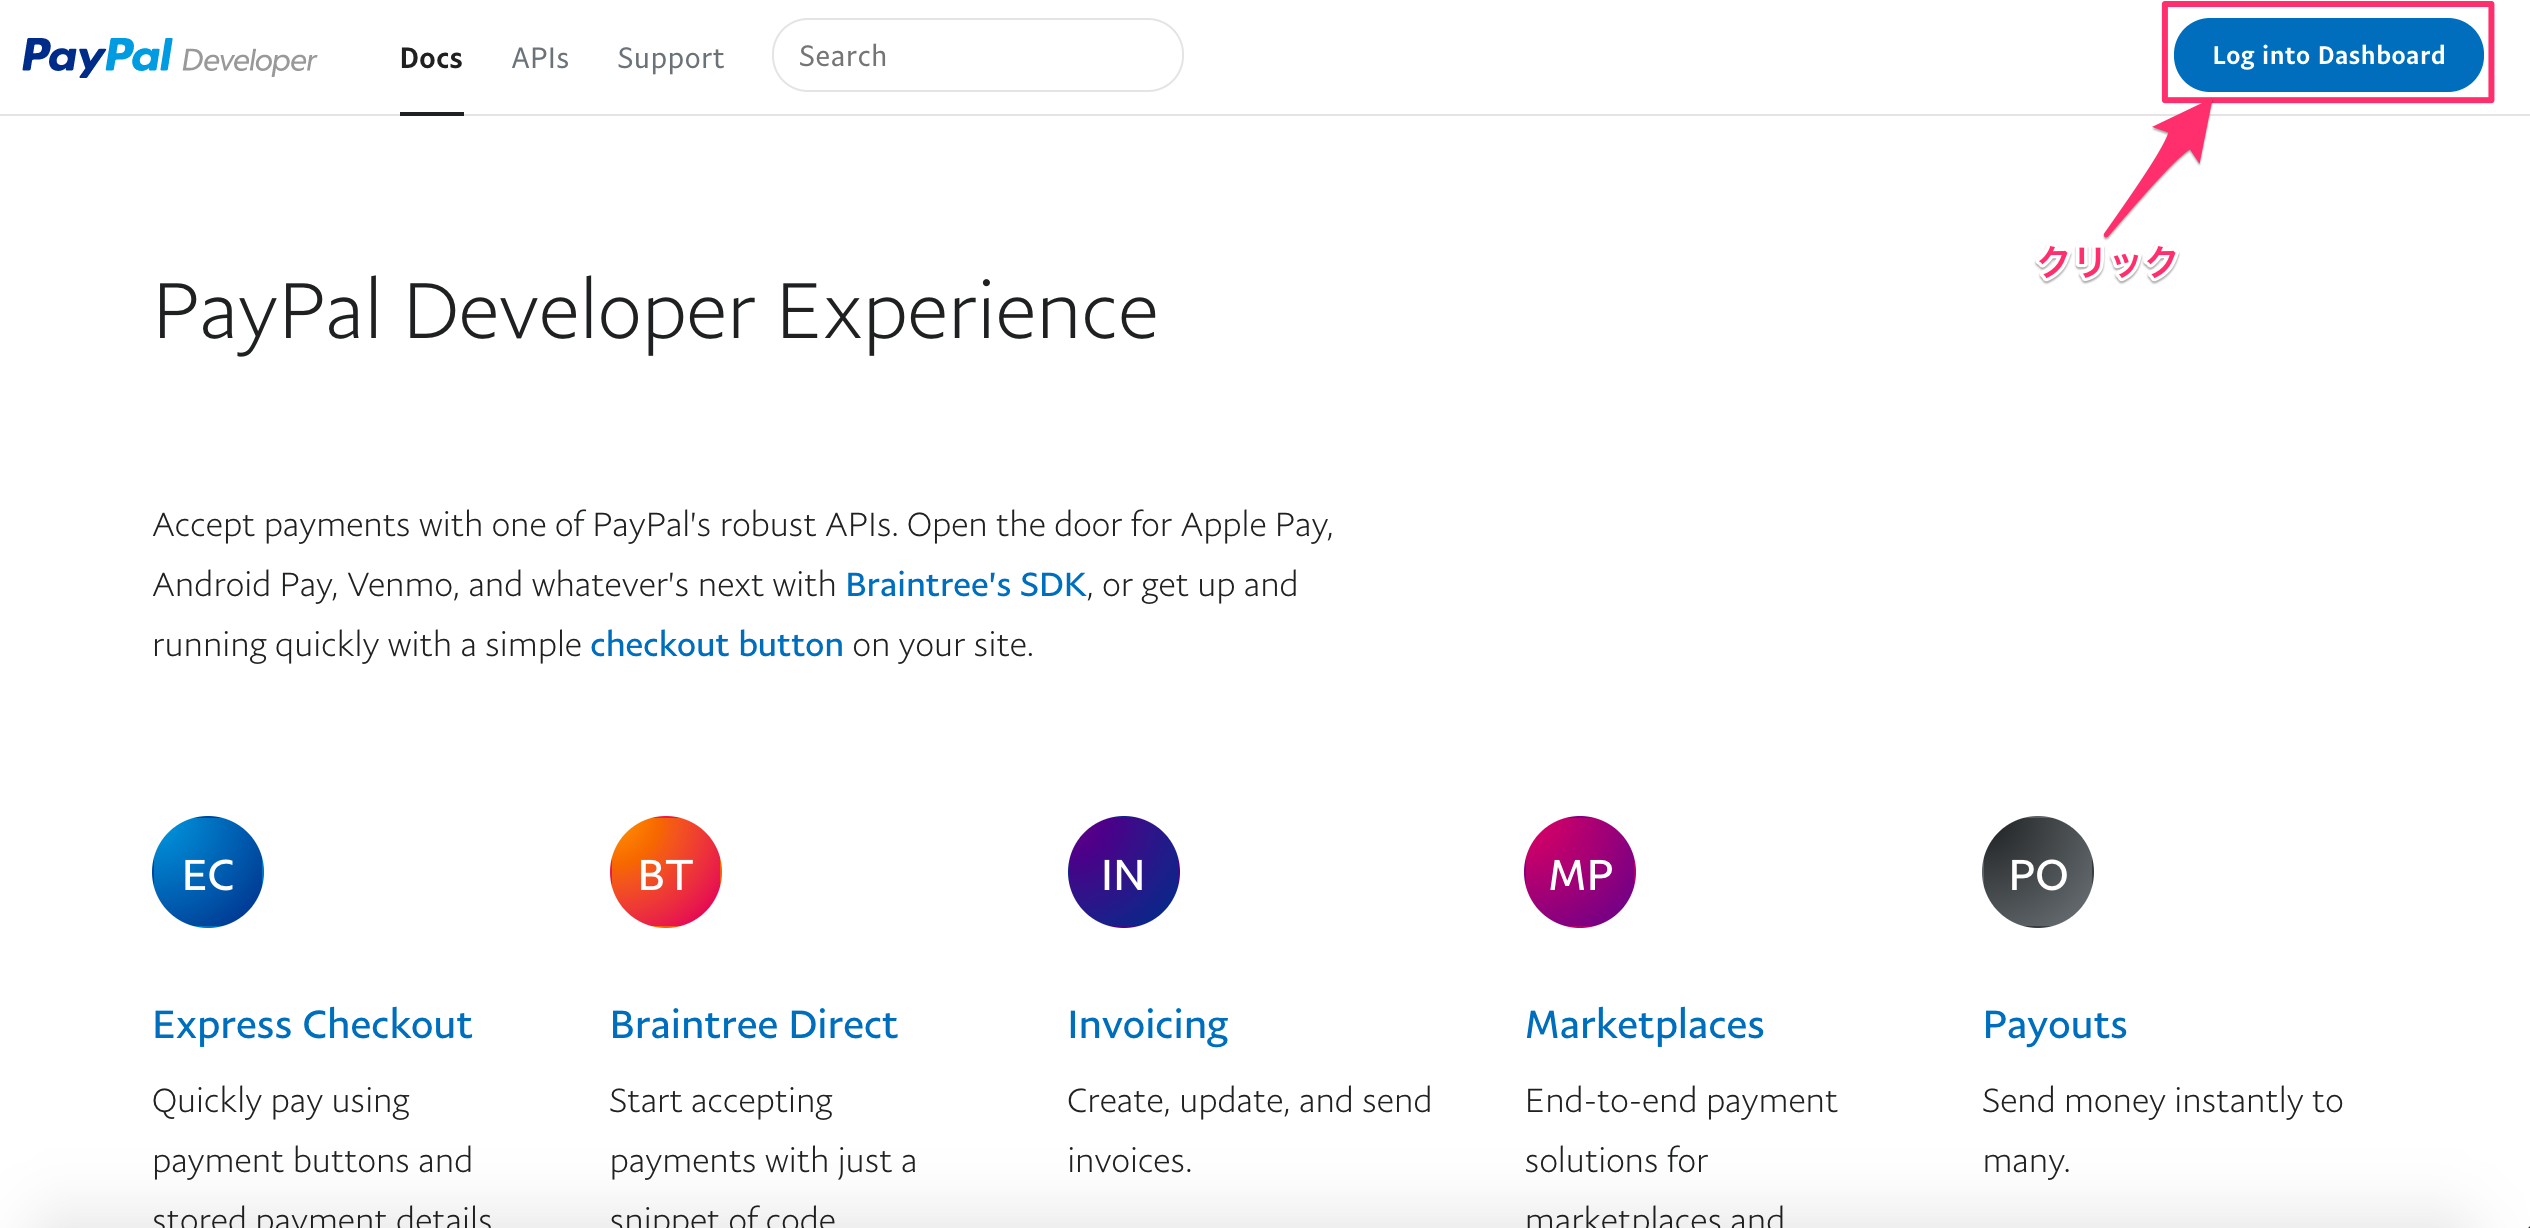 PayPal Developer
Docs
APIs
Support
Search
Log into Dashboard
クリック
PayPal Developer Experience
Accept payments with one of PayPal's robust APIs. Open the door for Apple Pay,
Android Pay, Venmo, and whatever's next with Braintree's SDK, or get up and
running quickly with a simple checkout button on your site.
EC
Express Checkout
Quickly pay using
payment buttons and
stored payment details
BT
Braintree Direct
Start accepting
payments with just a
snippet of code
IN
Invoicing
Create, update, and send
invoices.
MP
Marketplaces
End-to-end payment
solutions for
marketplaces and
PO
Payouts
Send money instantly to
many.